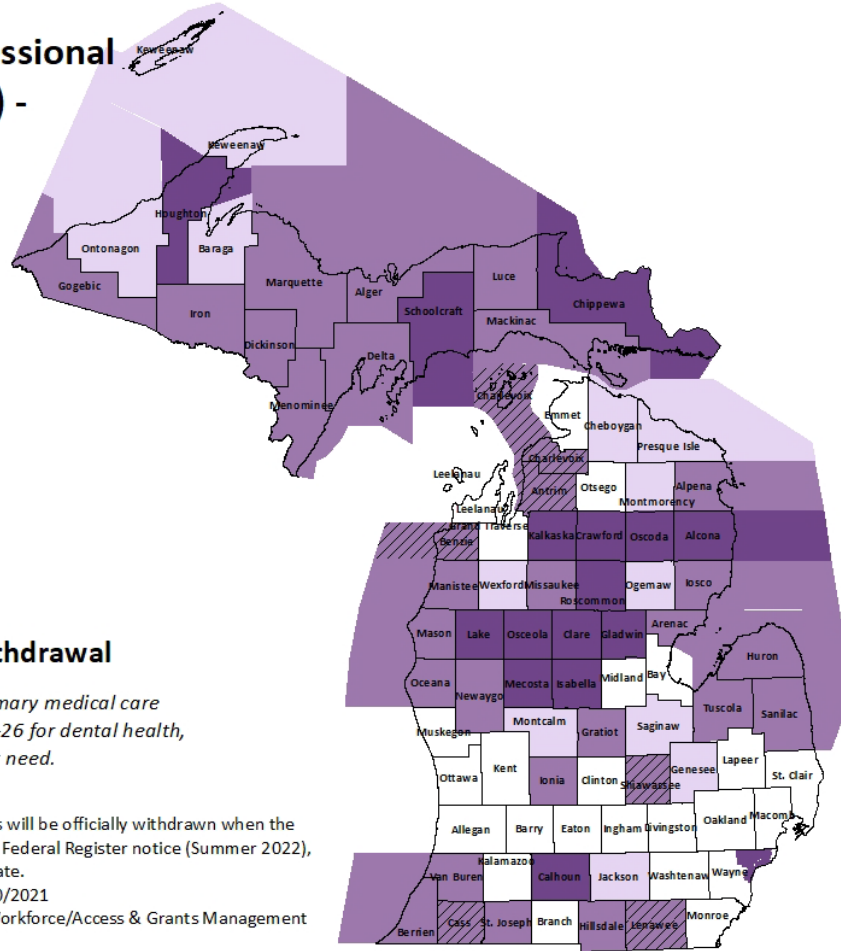 ssional
) -
Keweenaw
Keweenaw
Houghton
Ontonagon
Baraga
Gogebic
Marquette
Luce
Alger
Chippewa
Iron
Schoolcraft
Mackinac
Dickinson
Delta
Menominee
Charlevoix
Emmet
Cheboygan
Presque Isle
Charlevoix
Leelanau
Antrim
Otsego
Alpena
Montmorency
Leelanau
Grand Traverse
Benzie
Kalkaska
Crawford
Oscoda
Alcona
Manistee
Wexford
Missaukee
Ogemaw
Iosco
Roscommon
Mason
Lake
Osceola
Clare
Gladwin
Arenac
thdrawal
Huron
Oceana
Newaygo
Mecosta
Isabella
Midland
Bay
mary medical care
-26 for dental health,
need.
Tuscola
Sanilac
Muskegon
Montcalm
Gratiot
Saginaw
Ottawa
Kent
Ionia
Clinton
Shiawassee
Genesee
Lapeer
St. Clair
s will be officially withdrawn when the
Federal Register notice (Summer 2022),
ate.
0/2021
orkforce/Access & Grants Management
Allegan
Barry
Eaton
Ingham
Livingston
Oakland
Macomb
Kalamazoo
Van Buren
Calhoun
Jackson
Washtenaw
Wayne
Berrien
Cass
St. Joseph
Branch
Hillsdale
Lenawee
Monroe